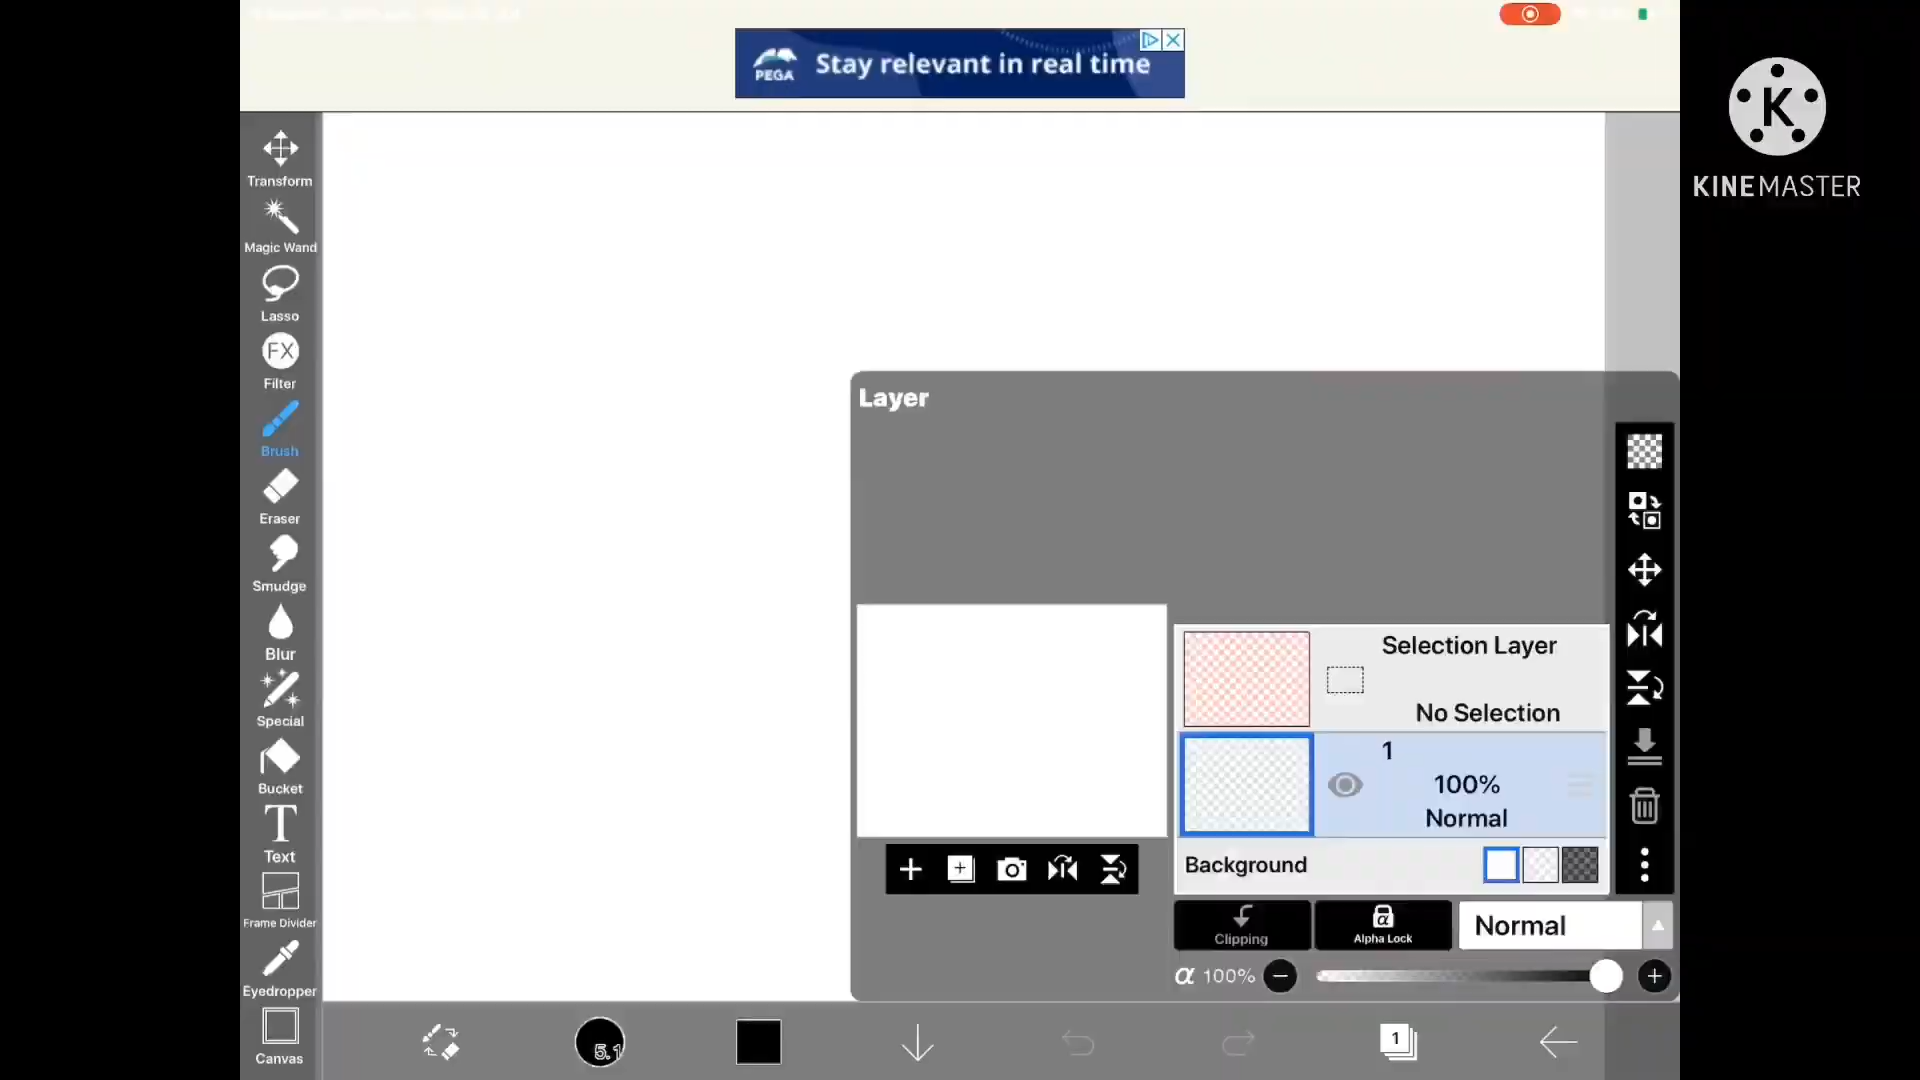 PEGA
Stay relevant in real time
K
KINEMASTER
Transform
Magic Wand
Lasso
FX
Filter
Brush
Eraser
Smudge
Blur
Special
Bucket
T
Text
Frame Divider
Eyedropper
Canvas
Layer
Selection Layer
No Selection
1
100%
Normal
Background
Clipping
α
Alpha Lock
Normal
α 100%
5.1
1